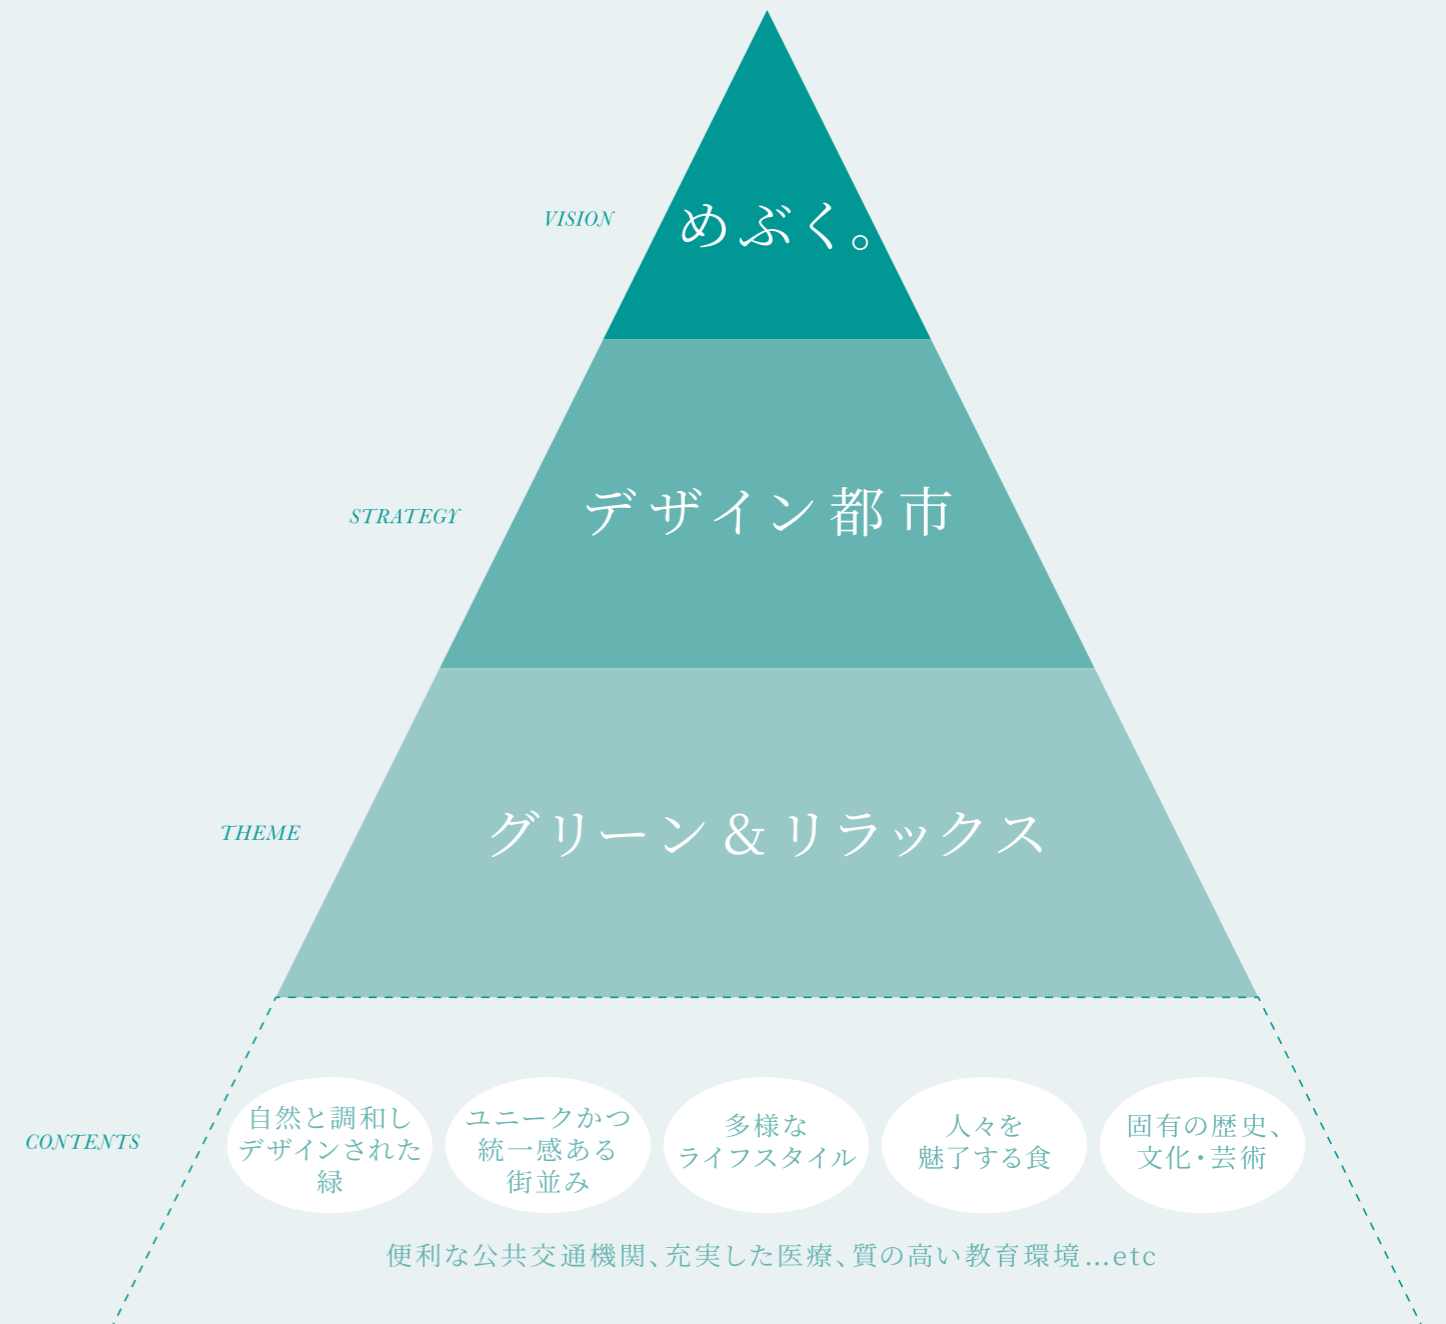 VISION
めぶく。
STRATEGY
デザイン都市
THEME
グリーン＆リラックス
CONTENTS
自然と調和し
デザインされた
緑
ユニークかつ
統一感ある
街並み
多様な
ライフスタイル
人々を
魅了する食
固有の歴史、
文化・芸術
便利な公共交通機関、充実した医療、質の高い教育環境...etc